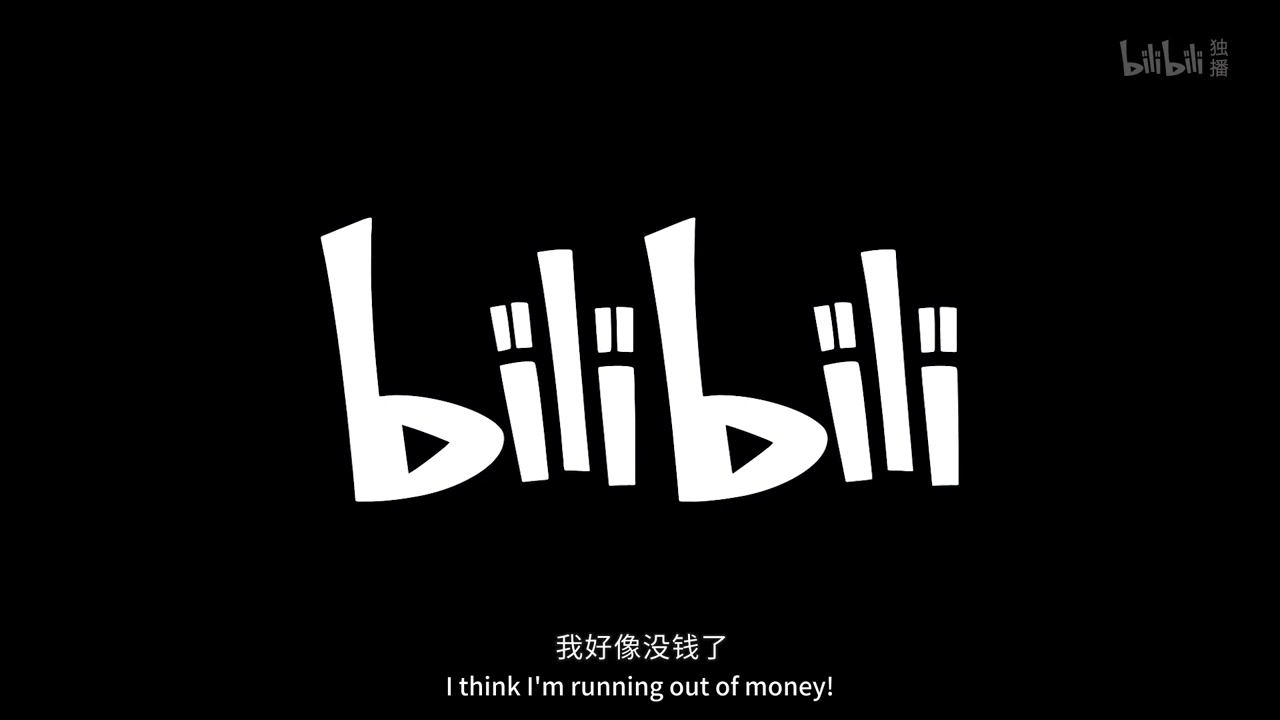 bilibili 独播
bilibili
我好像没钱了
I think I'm running out of money!